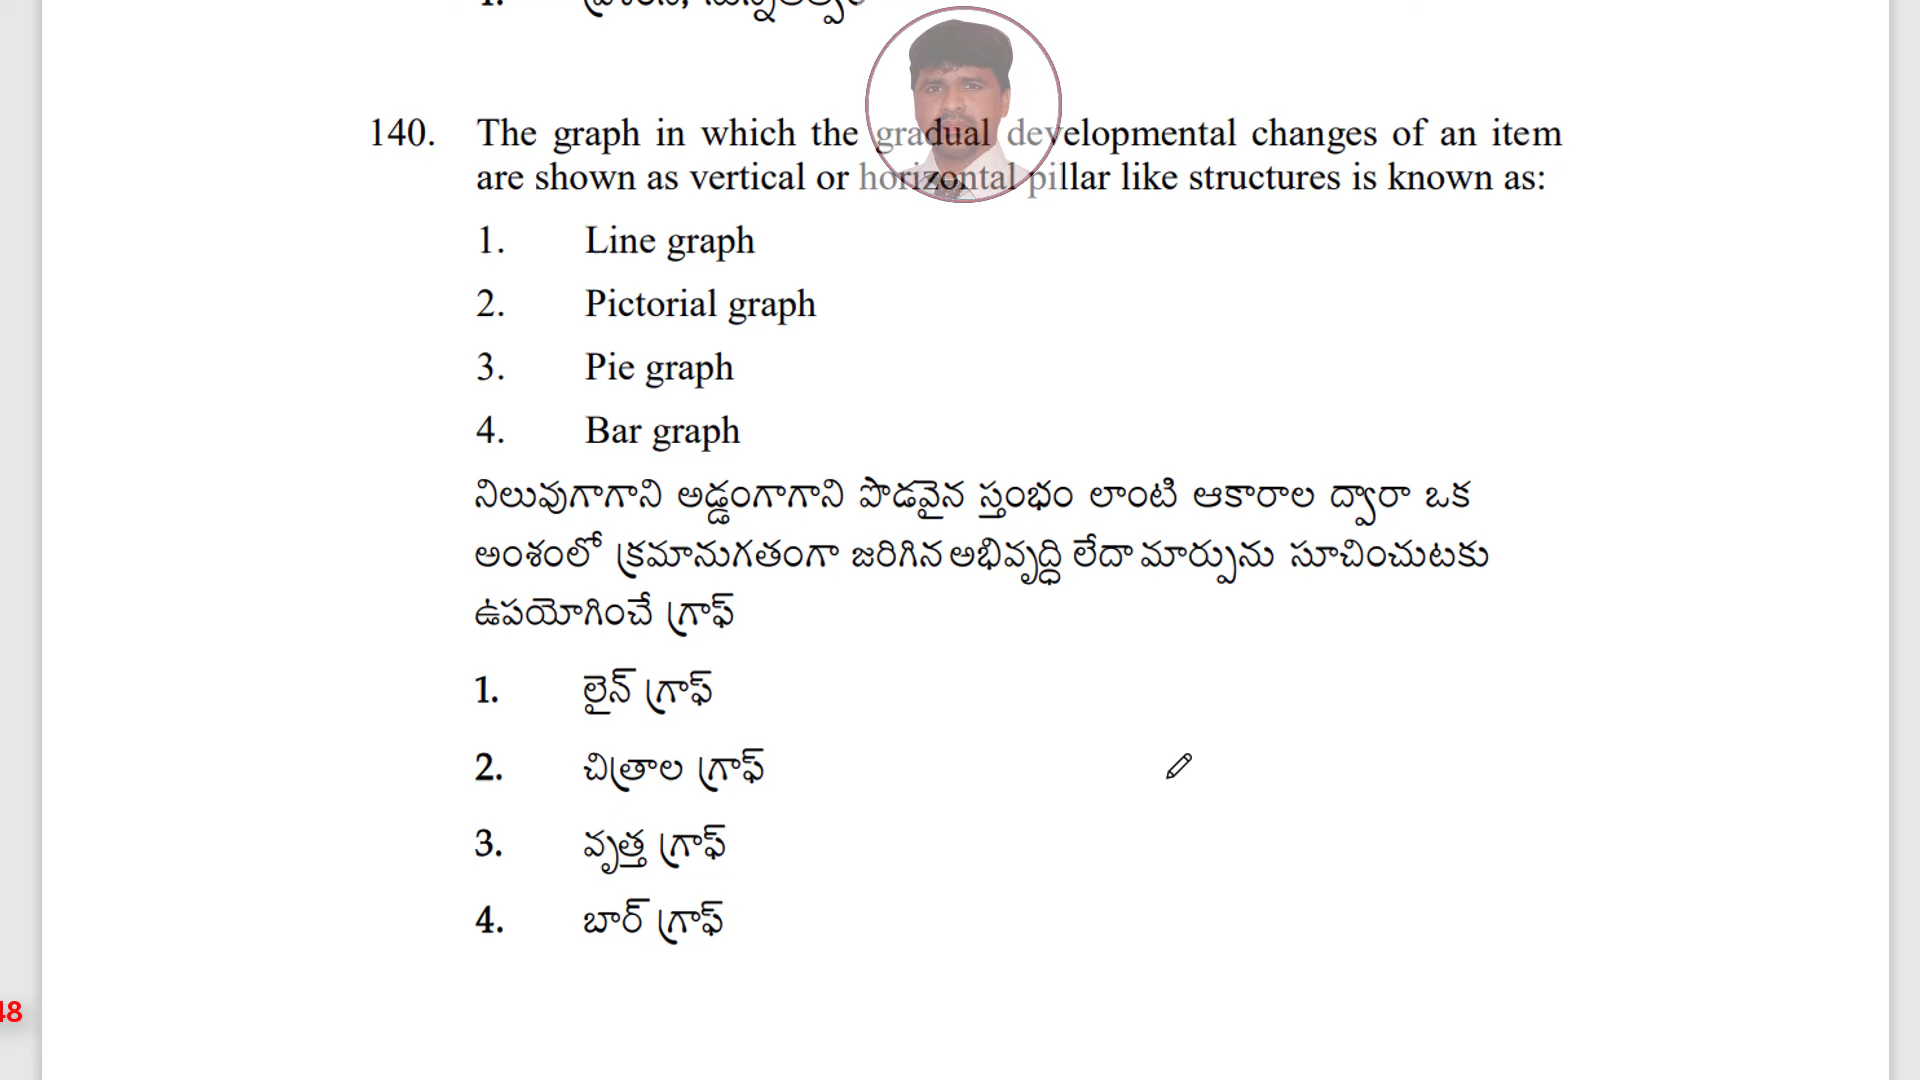 140. The graph in which the gradual developmental changes of an item
are shown as vertical or horizontal pillar like structures is known as:
1. Line graph
2. Pictorial graph
3. Pie graph
4. Bar graph
నిలువుగాగాని అడ్డంగాగాని పొడవైన స్తంభం లాంటి ఆకారాల ద్వారా ఒక
అంశంలో క్రమానుగతంగా జరిగిన అభివృద్ధి లేదా మార్పును సూచించుటకు
ఉపయోగించే గ్రాఫ్
1. లైన్ గ్రాఫ్
2. చిత్రాల గ్రాఫ్
3. వృత్త గ్రాఫ్
4. బార్ గ్రాఫ్
48